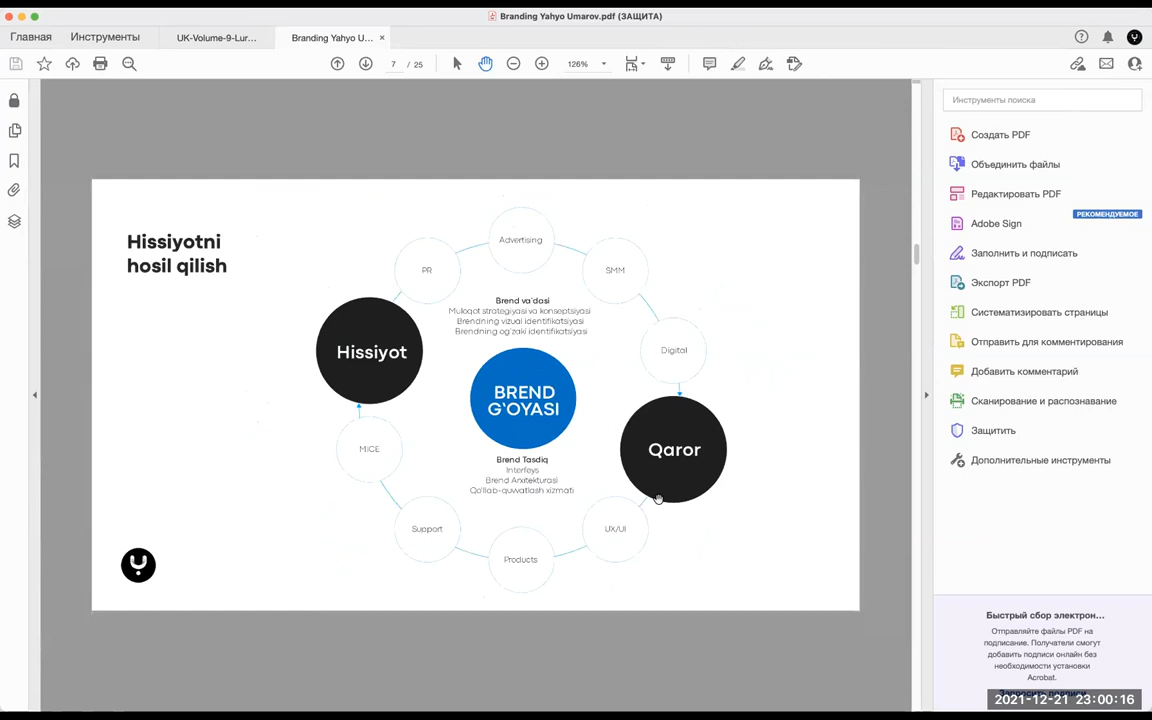 Branding Yahyo Umarov.pdf (ЗАЩИТА)
Главная Инструменты UK-Volume-9-Lur... Branding Yahyo U... ×
7 / 25 126%
Инструменты поиска
Создать PDF
Объединить файлы
Редактировать PDF
РЕКОМЕНДУЕМОЕ
Adobe Sign
Заполнить и подписать
Экспорт PDF
Систематизировать страницы
Отправить для комментирования
Добавить комментарий
Сканирование и распознавание
Защитить
Дополнительные инструменты
Быстрый сбор электрон...
Отправляйте файлы PDF на
подписание. Получатели смогут
добавить подписи онлайн без
необходимости установки
Acrobat.
Запросить подписи
2021-12-21 23:00:16
Hissiyotni
hosil qilish
Advertising
PR
SMM
Brend va'dasi
Muloqot strategiyasi va konseptsiyasi
Brendning vizual identifikatsiyasi
Brendning og'zaki identifikatsiyasi
Hissiyot
Digital
BREND
G‘OYASI
MICE
Qaror
Brend Tasdiq
Interfeys
Brend Arxitekturasi
Qo'llab-quvvatlash xizmati
Support
UX/UI
Products